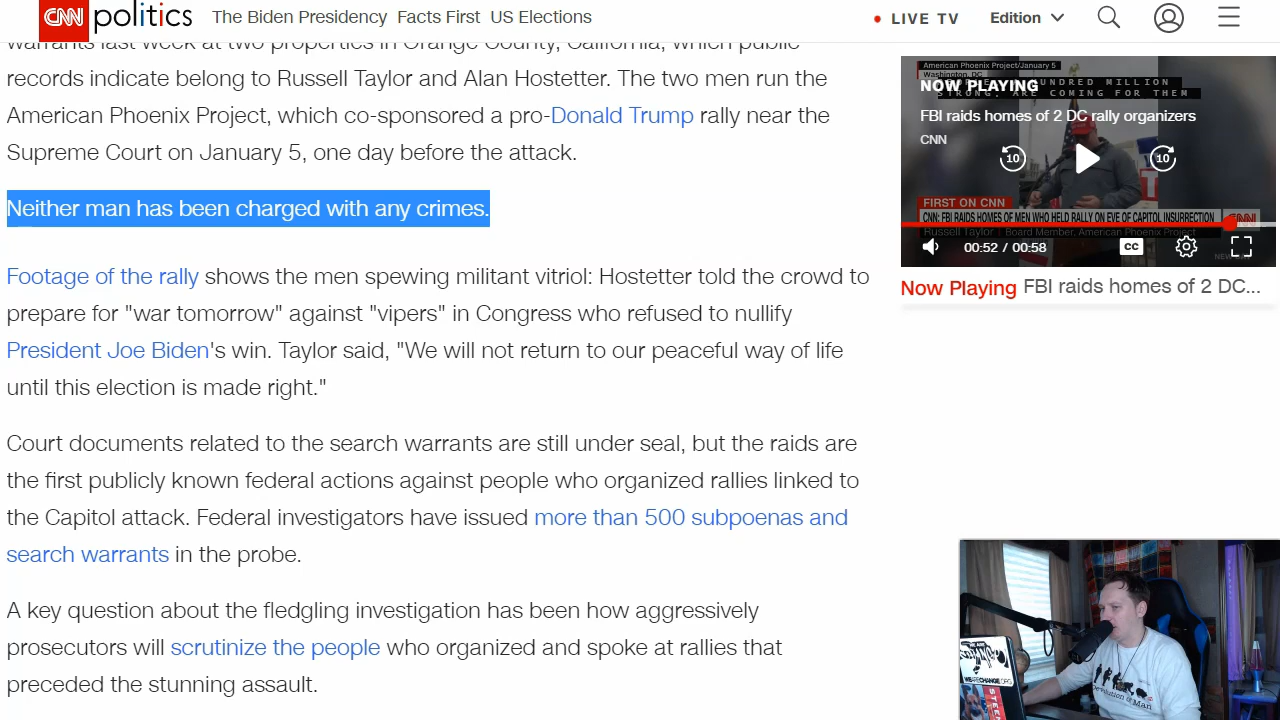 CNN politics The Biden Presidency Facts First US Elections LIVE TV Edition
warrants last week at two properties in Orange County, California, which public
records indicate belong to Russell Taylor and Alan Hostetter. The two men run the
American Phoenix Project, which co-sponsored a pro-Donald Trump rally near the
Supreme Court on January 5, one day before the attack.
Neither man has been charged with any crimes.
Footage of the rally shows the men spewing militant vitriol: Hostetter told the crowd to
prepare for "war tomorrow" against "vipers" in Congress who refused to nullify
President Joe Biden's win. Taylor said, "We will not return to our peaceful way of life
until this election is made right."
Court documents related to the search warrants are still under seal, but the raids are
the first publicly known federal actions against people who organized rallies linked to
the Capitol attack. Federal investigators have issued more than 500 subpoenas and
search warrants in the probe.
A key question about the fledgling investigation has been how aggressively
prosecutors will scrutinize the people who organized and spoke at rallies that
preceded the stunning assault.
American Phoenix Project/January 5
Washington, DC
HUNDRED MILLION
STRONG, ARE COMING FOR THEM
NOW PLAYING
FBI raids homes of 2 DC rally organizers
CNN
10 10
FIRST ON CNN
CNN: FBI RAIDS HOMES OF MEN WHO HELD RALLY ON EVE OF CAPITOL INSURRECTION
CNN
Russell Taylor | Board Member, American Phoenix Project
00:52 / 00:58 CC
Now Playing FBI raids homes of 2 DC...
WEARECHANGE.ORG